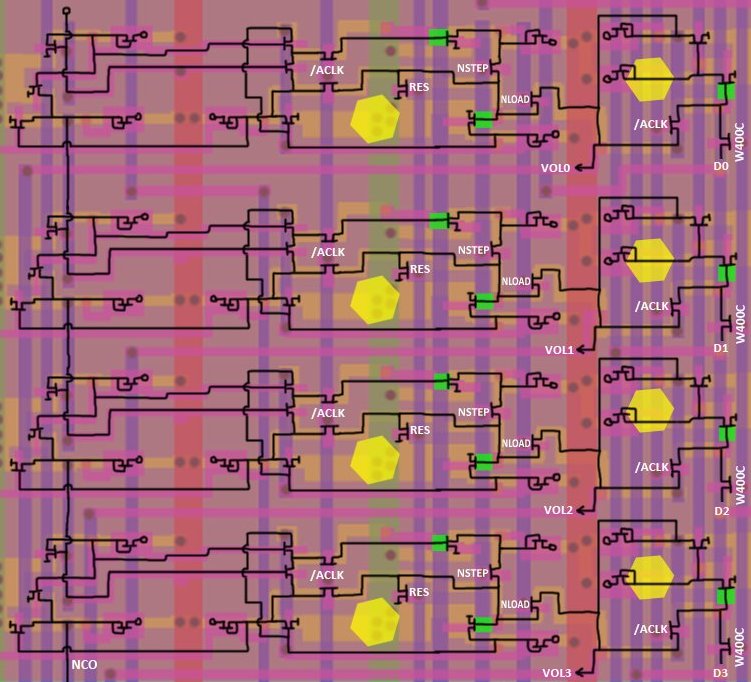 /ACLK
RES
NSTEP
NLOAD
VOL0
/ACLK
D0
W400C
/ACLK
RES
NSTEP
NLOAD
VOL1
/ACLK
D1
W400C
/ACLK
RES
NSTEP
NLOAD
VOL2
/ACLK
D2
W400C
/ACLK
RES
NSTEP
NLOAD
VOL3
/ACLK
D3
W400C
NCO